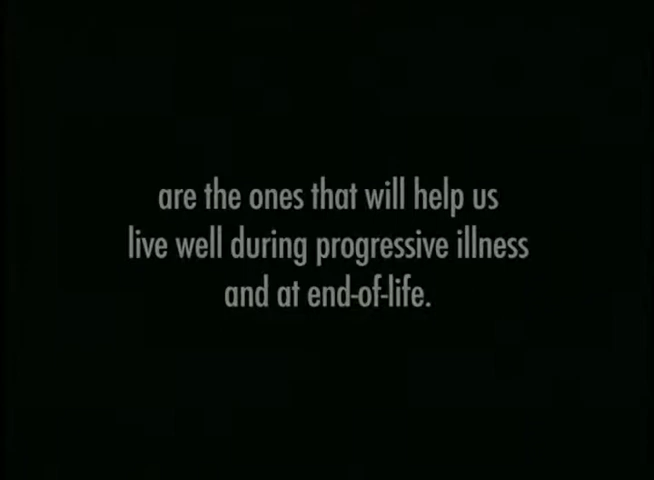 are the ones that will help us
live well during progressive illness
and at end-of-life.